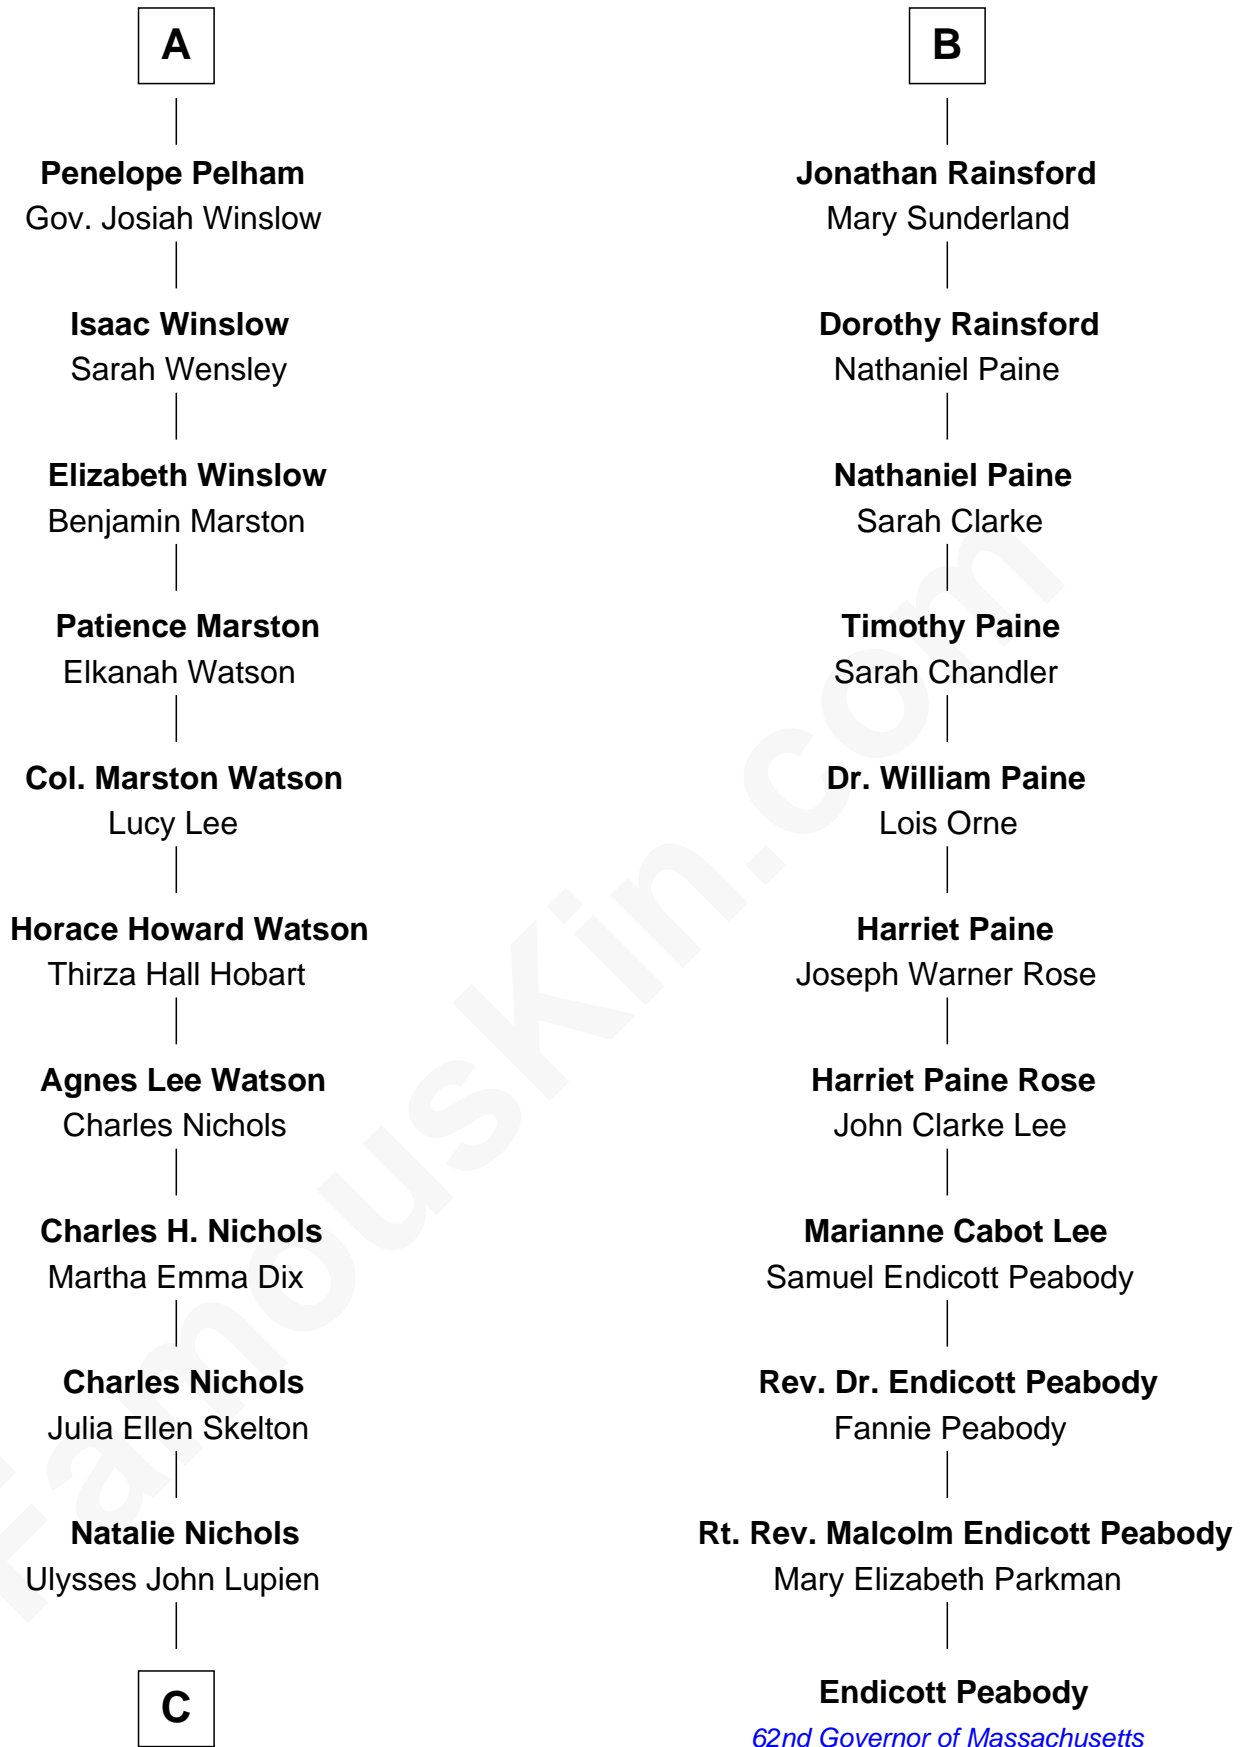 A
Penelope Pelham
Gov. Josiah Winslow
Isaac Winslow
Sarah Wensley
Elizabeth Winslow
Benjamin Marston
Patience Marston
Elkanah Watson
Col. Marston Watson
Lucy Lee
Horace Howard Watson
Thirza Hall Hobart
Agnes Lee Watson
Charles Nichols
Charles H. Nichols
Martha Emma Dix
Charles Nichols
Julia Ellen Skelton
Natalie Nichols
Ulysses John Lupien
C
B
Jonathan Rainsford
Mary Sunderland
Dorothy Rainsford
Nathaniel Paine
Nathaniel Paine
Sarah Clarke
Timothy Paine
Sarah Chandler
Dr. William Paine
Lois Orne
Harriet Paine
Joseph Warner Rose
Harriet Paine Rose
John Clarke Lee
Marianne Cabot Lee
Samuel Endicott Peabody
Rev. Dr. Endicott Peabody
Fannie Peabody
Rt. Rev. Malcolm Endicott Peabody
Mary Elizabeth Parkman
Endicott Peabody
62nd Governor of Massachusetts
FamousKin.com